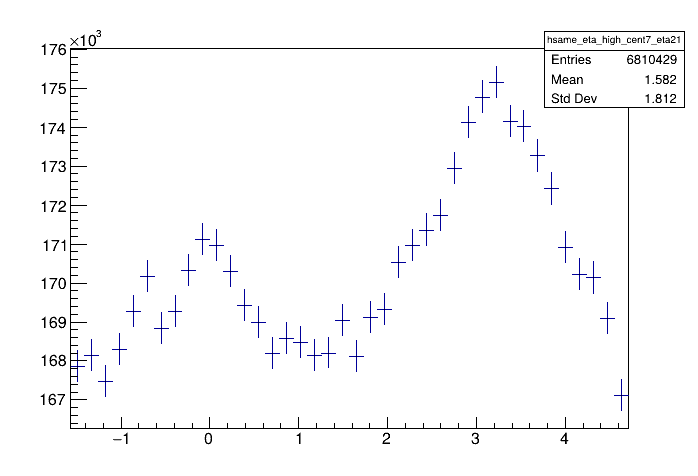 ×10³
hsame_eta_high_cent7_eta21
Entries 6810429
Mean 1.582
Std Dev 1.812
176
175
174
173
172
171
170
169
168
167
−1 0 1 2 3 4